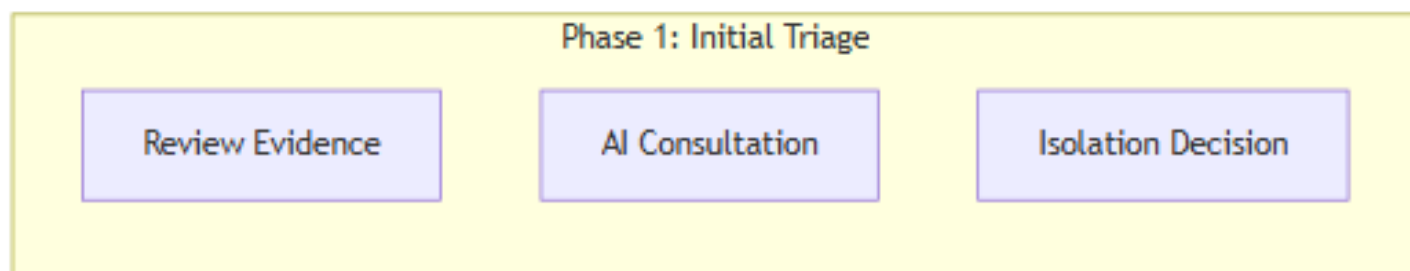 Phase 1: Initial Triage
Review Evidence
AI Consultation
Isolation Decision